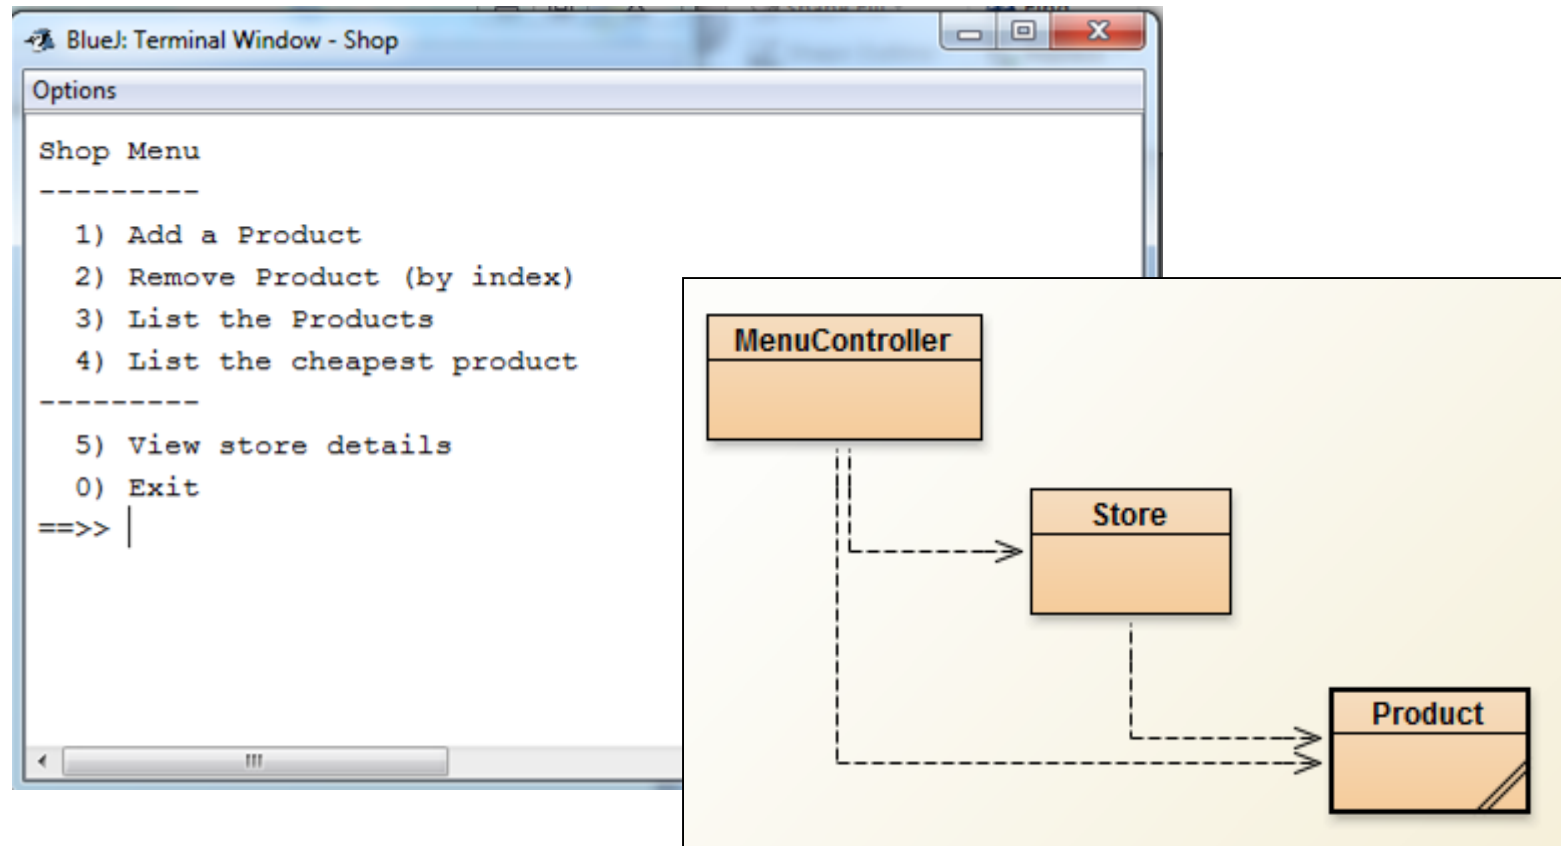 BlueJ: Terminal Window - Shop
Options
Shop Menu
---------
1) Add a Product
2) Remove Product (by index)
3) List the Products
4) List the cheapest product
---------
5) View store details
0) Exit
==>>
MenuController
Store
Product